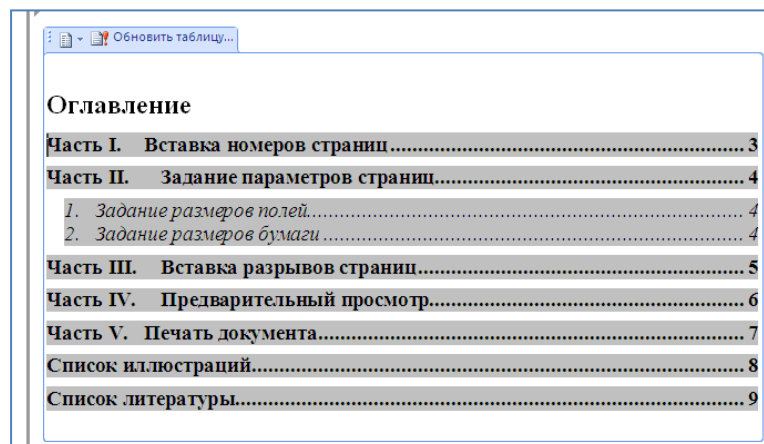 Обновить таблицу...
Оглавление
Часть I. Вставка номеров страниц........................................................................ 3
Часть II. Задание параметров страниц................................................................ 4
1. Задание размеров полей................................................................................ 4
2. Задание размеров бумаги ............................................................................. 4
Часть III. Вставка разрывов страниц.................................................................. 5
Часть IV. Предварительный просмотр................................................................ 6
Часть V. Печать документа.................................................................................. 7
Список иллюстраций............................................................................................ 8
Список литературы............................................................................................... 9